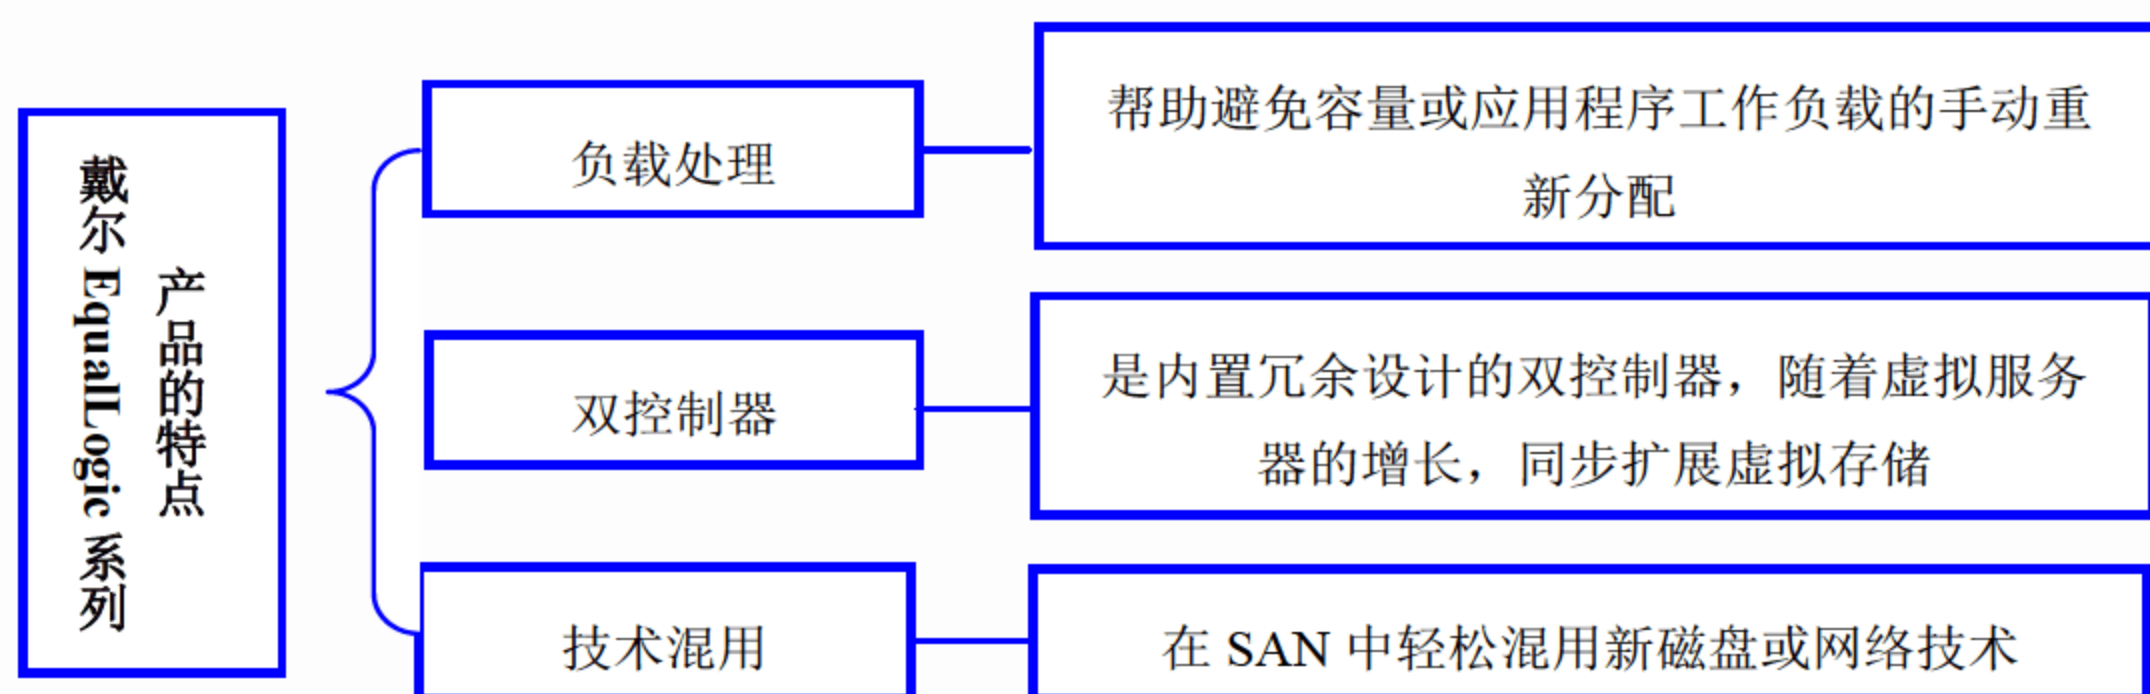 戴尔 EqualLogic 系列
产品的特点
负载处理
帮助避免容量或应用程序工作负载的手动重
新分配
双控制器
是内置冗余设计的双控制器，随着虚拟服务
器的增长，同步扩展虚拟存储
技术混用
在 SAN 中轻松混用新磁盘或网络技术